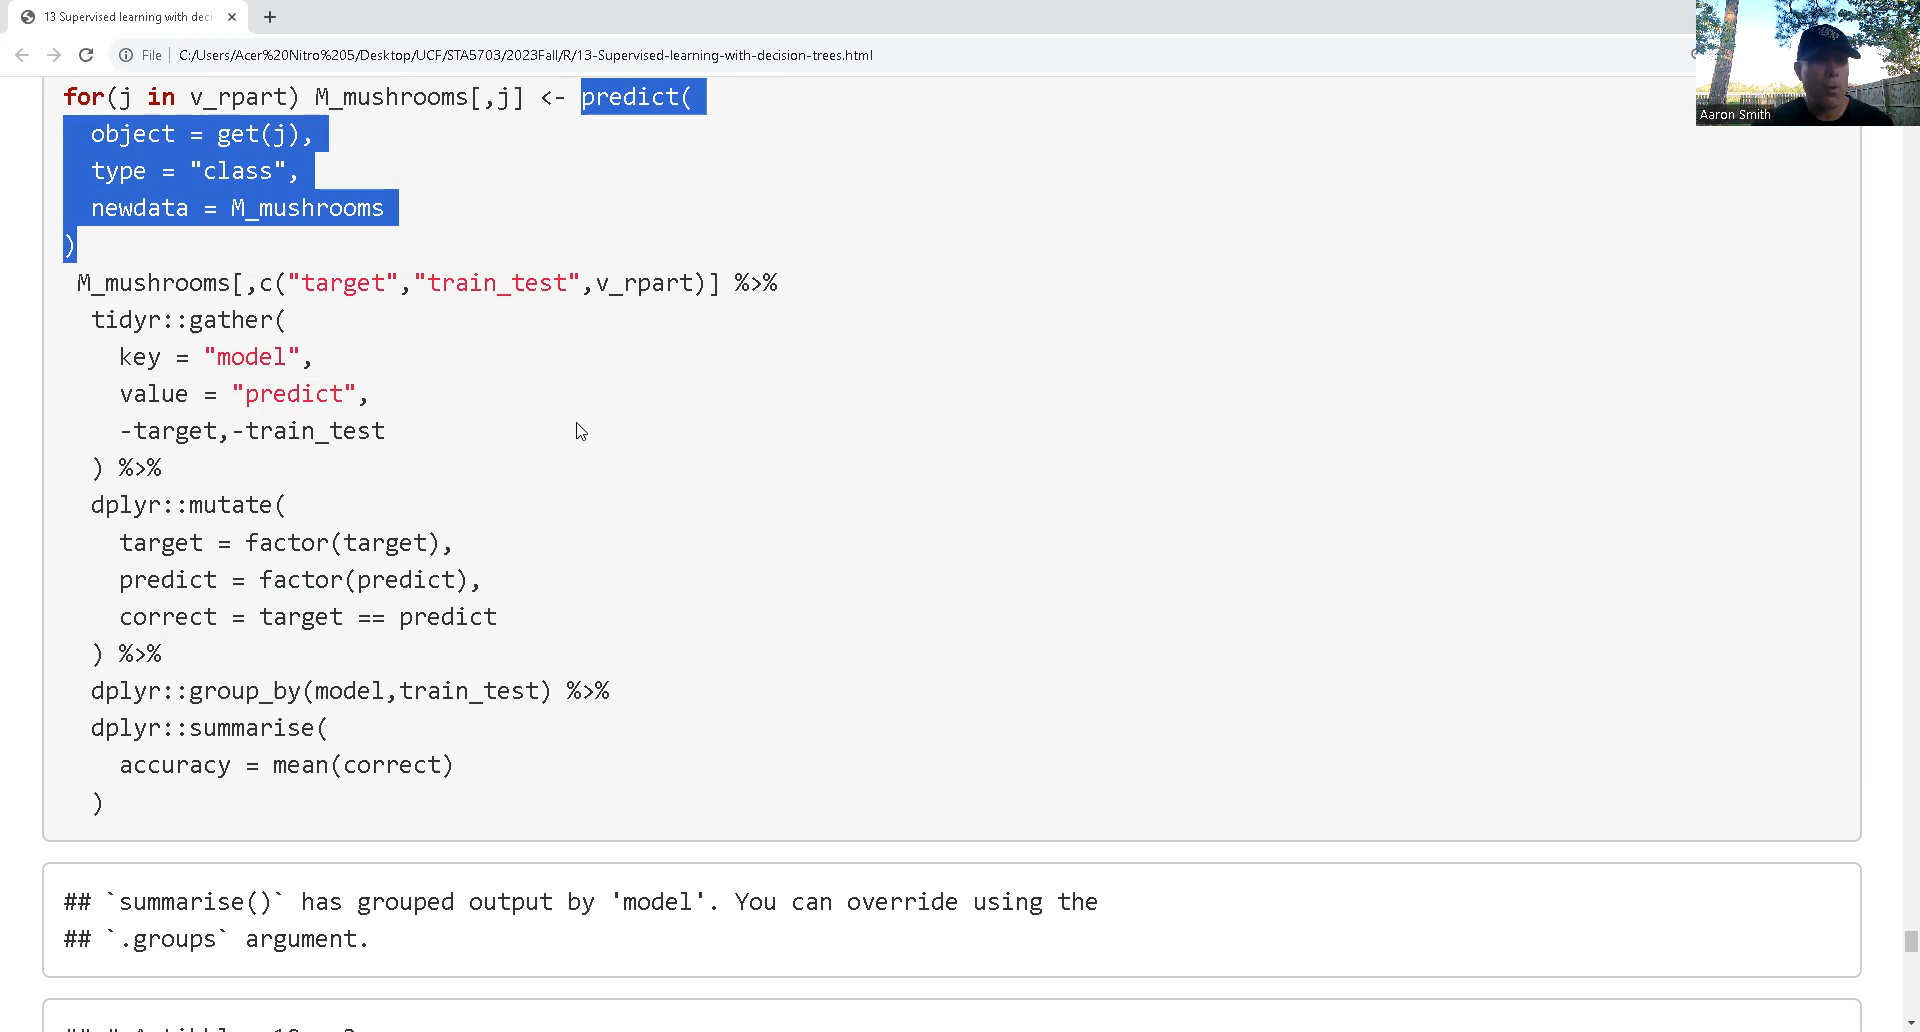 13 Supervised learning with deci
File
C:/Users/Acer%20Nitro%205/Desktop/UCF/STA5703/2023Fall/R/13-Supervised-learning-with-decision-trees.html
Aaron Smith
for(j in v_rpart) M_mushrooms[,j] <- predict(
  object = get(j),
  type = "class",
  newdata = M_mushrooms
)
 M_mushrooms[,c("target","train_test",v_rpart)] %>%
  tidyr::gather(
    key = "model",
    value = "predict",
    -target,-train_test
  ) %>%
  dplyr::mutate(
    target = factor(target),
    predict = factor(predict),
    correct = target == predict
  ) %>%
  dplyr::group_by(model,train_test) %>%
  dplyr::summarise(
    accuracy = mean(correct)
  )
## `summarise()` has grouped output by 'model'. You can override using the
## `.groups` argument.